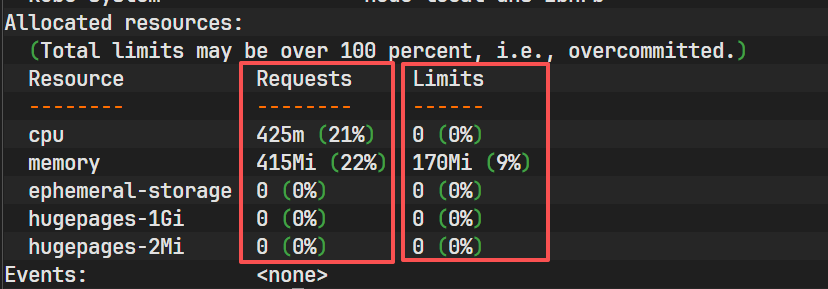 Allocated resources:
(Total limits may be over 100 percent, i.e., overcommitted.)
Resource Requests Limits
-------- -------- ------
cpu 425m (21%) 0 (0%)
memory 415Mi (22%) 170Mi (9%)
ephemeral-storage 0 (0%) 0 (0%)
hugepages-1Gi 0 (0%) 0 (0%)
hugepages-2Mi 0 (0%) 0 (0%)
Events: <none>